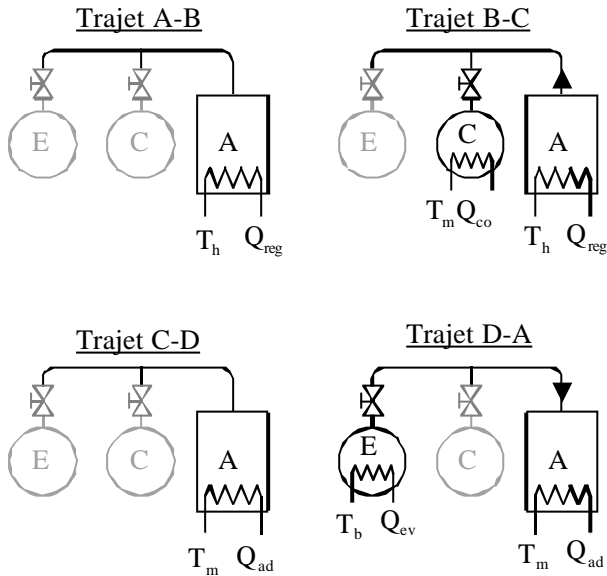 Trajet A-B
Trajet B-C
E C A
E C A
T_h Q_reg
T_m Q_co T_h Q_reg
Trajet C-D
Trajet D-A
E C A
E C A
T_m Q_ad
T_b Q_ev T_m Q_ad